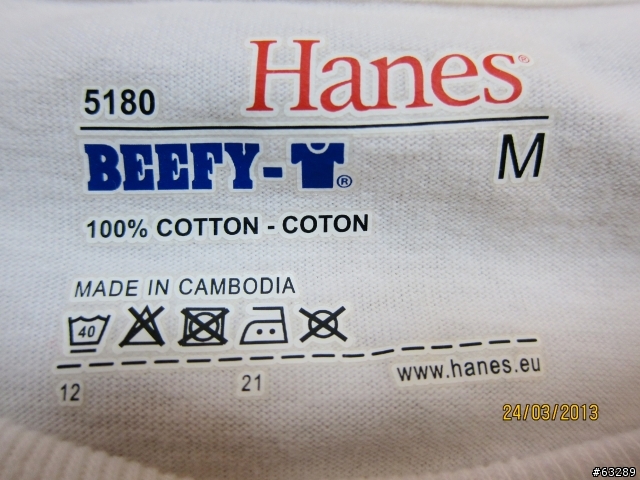 Hanes®
5180
BEEFY-®
M
100% COTTON - COTON
MADE IN CAMBODIA
40
www.hanes.eu
12 21
24/03/2013
#63289